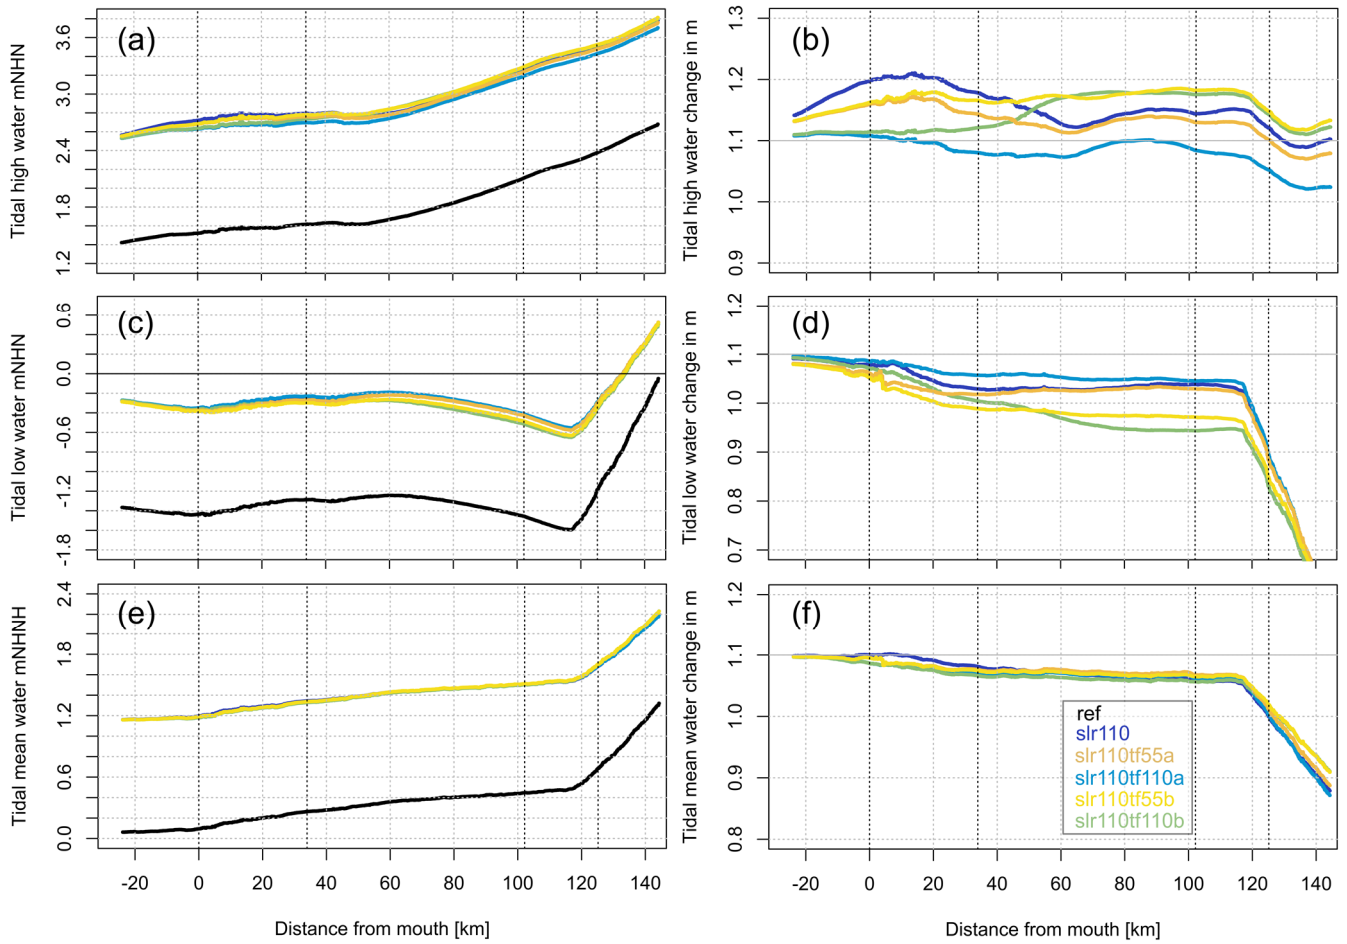 (a)
Tidal high water mNHN
1.2 1.8 2.4 3.0 3.6
(b)
Tidal high water change in m
0.9 1.0 1.1 1.2 1.3
(c)
Tidal low water mNHN
-1.8 -1.2 -0.6 0.0 0.6
(d)
Tidal low water change in m
0.7 0.8 0.9 1.0 1.1 1.2
(e)
Tidal mean water mNHNH
0.0 0.6 1.2 1.8 2.4
-20 0 20 40 60 80 100 120 140
Distance from mouth [km]
(f)
Tidal mean water change in m
0.8 0.9 1.0 1.1 1.2
ref
slr110
slr110tf55a
slr110tf110a
slr110tf55b
slr110tf110b
-20 0 20 40 60 80 100 120 140
Distance from mouth [km]